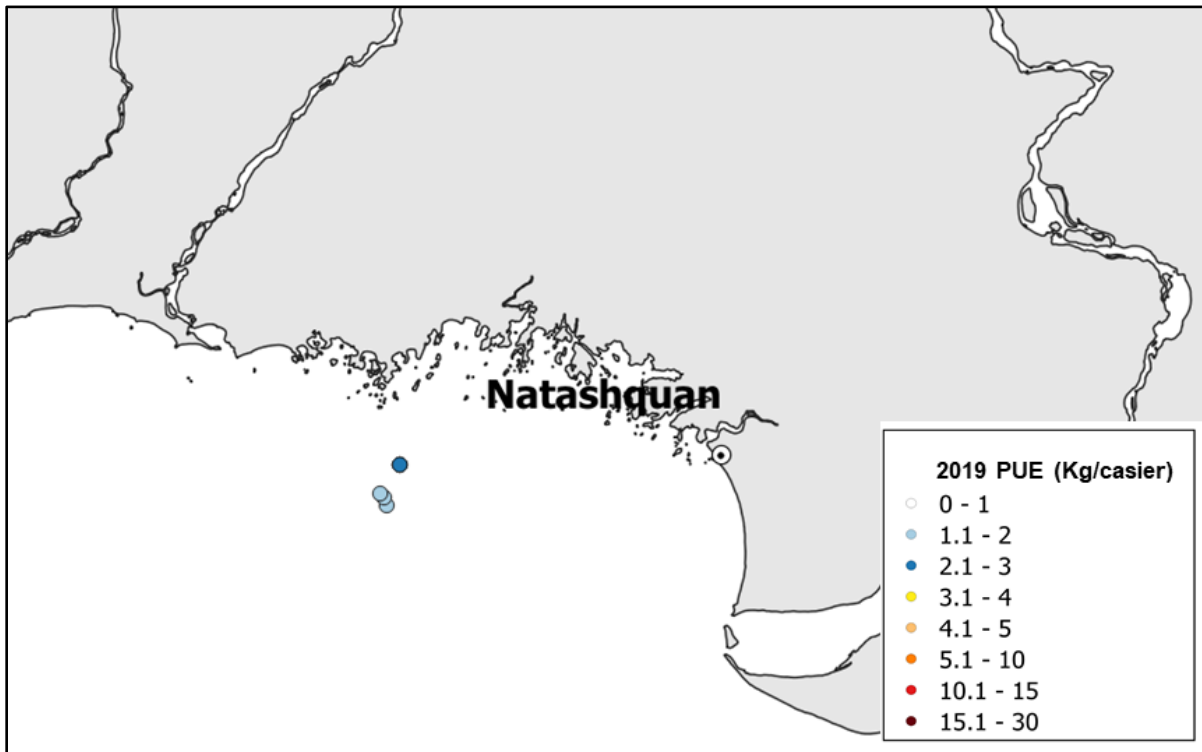 Natashquan
2019 PUE (Kg/casier)
0 - 1
1.1 - 2
2.1 - 3
3.1 - 4
4.1 - 5
5.1 - 10
10.1 - 15
15.1 - 30